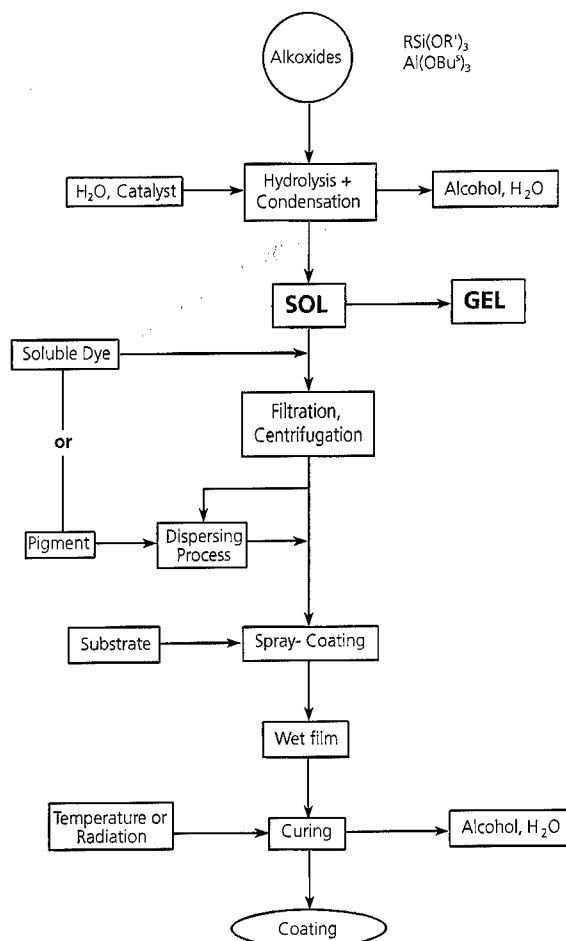 Alkoxides
RSi(OR')₃
Al(OBuˢ)₃
H₂O, Catalyst
Hydrolysis +
Condensation
Alcohol, H₂O
SOL
GEL
Soluble Dye
or
Filtration,
Centrifugation
Pigment
Dispersing
Process
Substrate
Spray- Coating
Wet film
Temperature or
Radiation
Curing
Alcohol, H₂O
Coating